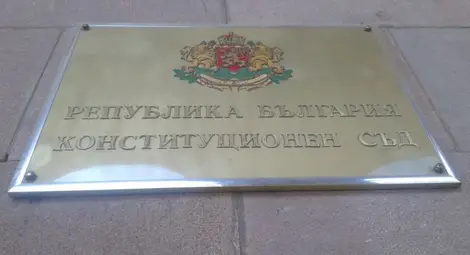 РЕПУБЛИКА БЪЛГАРИЯ
КОНСТИТУЦИОНЕН СЪД